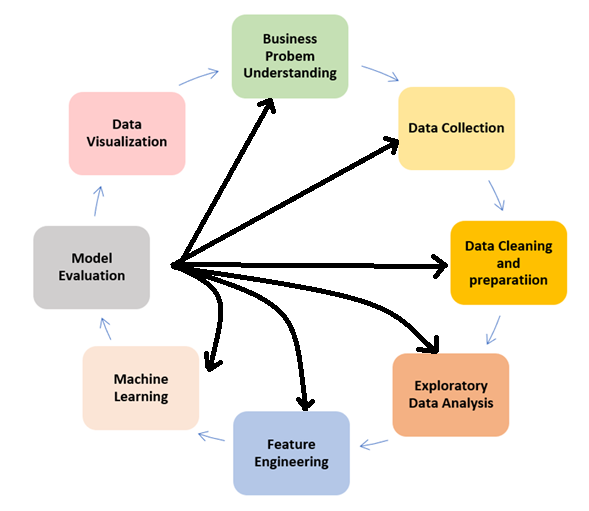 Business
Probem
Understanding
Data Collection
Data Cleaning
and
preparatiion
Exploratory
Data Analysis
Feature
Engineering
Machine
Learning
Model
Evaluation
Data
Visualization